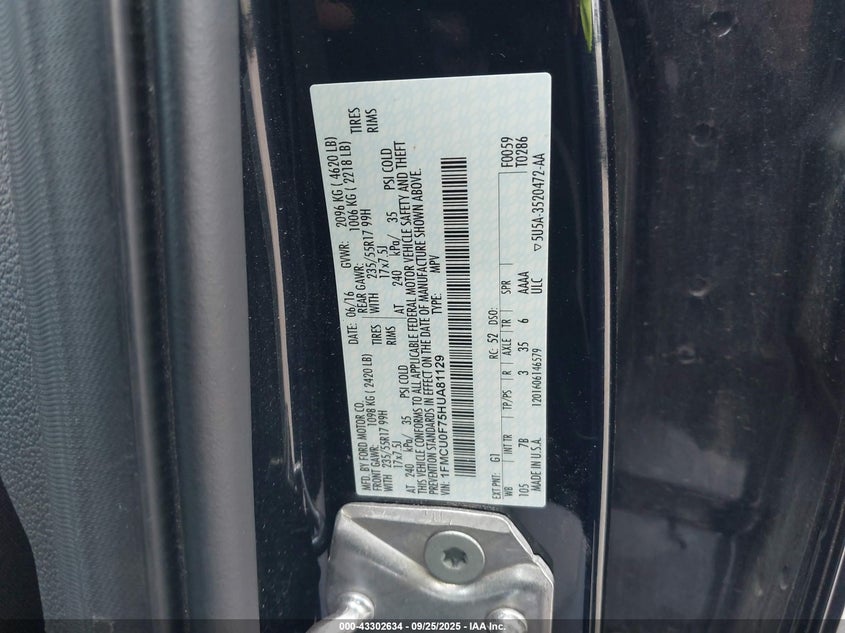 MFD. BY FORD MOTOR CO.
DATE: 06/16 GVWR: 2096 KG ( 4620 LB)
FRONT GAWR: 1098 KG ( 2420 LB)
REAR GAWR: 1006 KG ( 2218 LB)
WITH 235/55R17 99H TIRES
WITH 235/55R17 99H TIRES
17x7.5J RIMS
17x7.5J RIMS
AT 240 kPa/ 35 PSI COLD
AT 240 kPa/ 35 PSI COLD
THIS VEHICLE CONFORMS TO ALL APPLICABLE FEDERAL MOTOR VEHICLE SAFETY AND THEFT
PREVENTION STANDARDS IN EFFECT ON THE DATE OF MANUFACTURE SHOWN ABOVE.
VIN: 1FMCU0F75HUA81129 TYPE: MPV
EXT PNT: G1 RC: 52 DSO: F0059
WB INT TR TP/PS R AXLE TR SPR T0286
105 7B 3 35 6 AAAA
ULC
MADE IN U.S.A. 1201606146579 ▽5U5A-3520472-AA
000-43302634 - 09/25/2025 - IAA Inc.